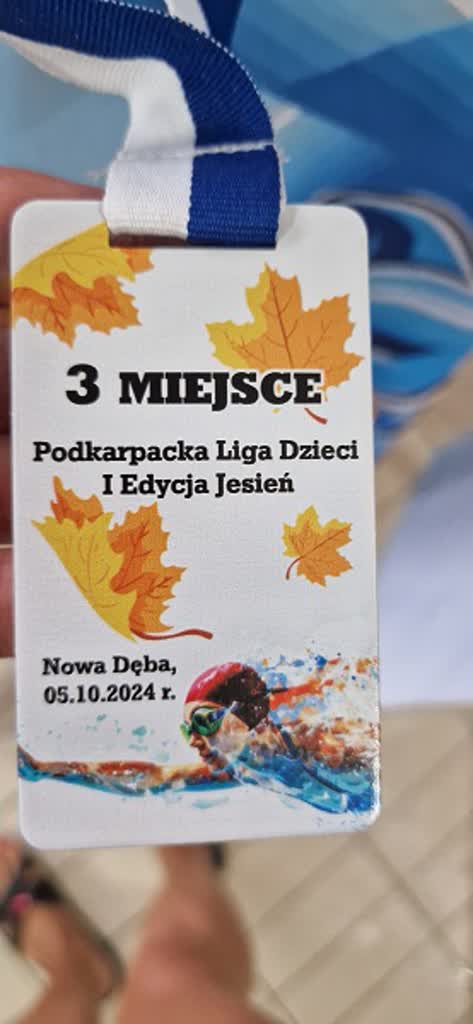 3 MIEJSCE
Podkarpacka Liga Dzieci
I Edycja Jesień
Nowa Dęba,
05.10.2024 r.